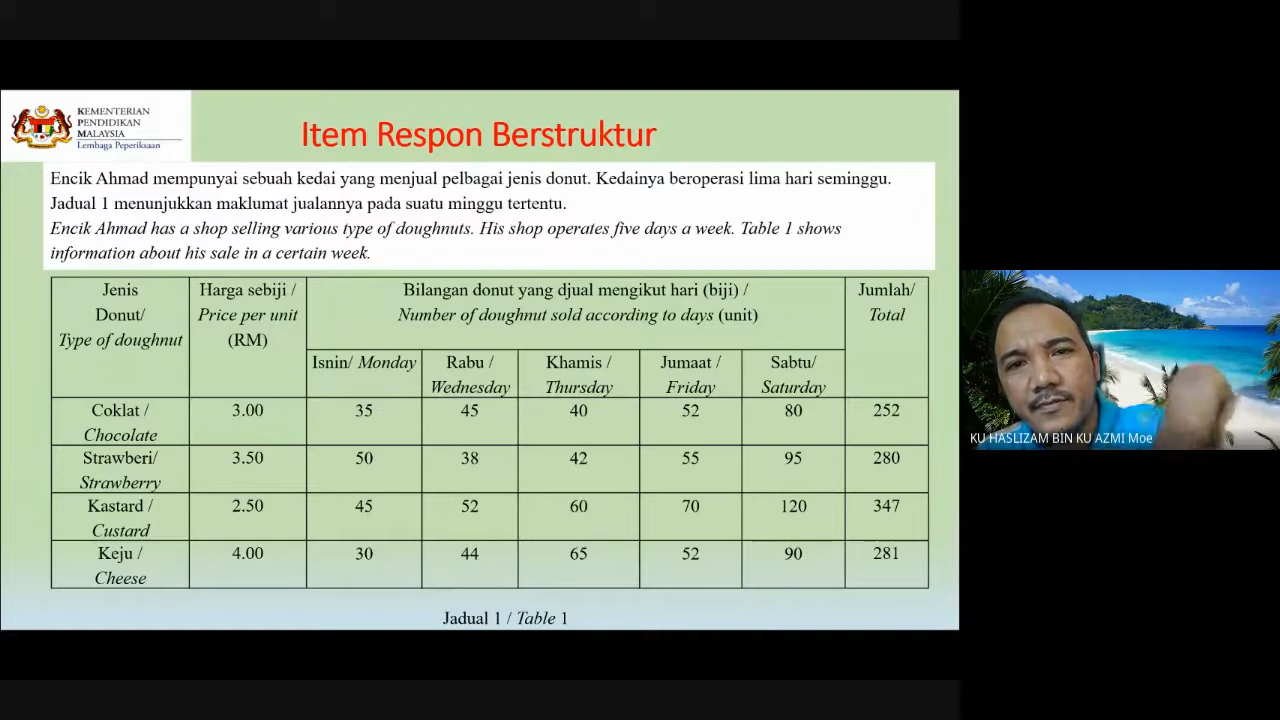 KEMENTERIAN
PENDIDIKAN
MALAYSIA
Lembaga Peperiksaan
Item Respon Berstruktur
Encik Ahmad mempunyai sebuah kedai yang menjual pelbagai jenis donut. Kedainya beroperasi lima hari seminggu.
Jadual 1 menunjukkan maklumat jualannya pada suatu minggu tertentu.
Encik Ahmad has a shop selling various type of doughnuts. His shop operates five days a week. Table 1 shows
information about his sale in a certain week.
Jenis
Donut/
Type of doughnut
Harga sebiji /
Price per unit
(RM)
Bilangan donut yang djual mengikut hari (biji) /
Number of doughnut sold according to days (unit)
Jumlah/
Total
Isnin/ Monday
Rabu /
Wednesday
Khamis /
Thursday
Jumaat /
Friday
Sabtu/
Saturday
Coklat /
Chocolate
3.00 35 45 40 52 80 252
Strawberi/
Strawberry
3.50 50 38 42 55 95 280
Kastard /
Custard
2.50 45 52 60 70 120 347
Keju /
Cheese
4.00 30 44 65 52 90 281
Jadual 1 / Table 1
KU HASLIZAM BIN KU AZMI Moe